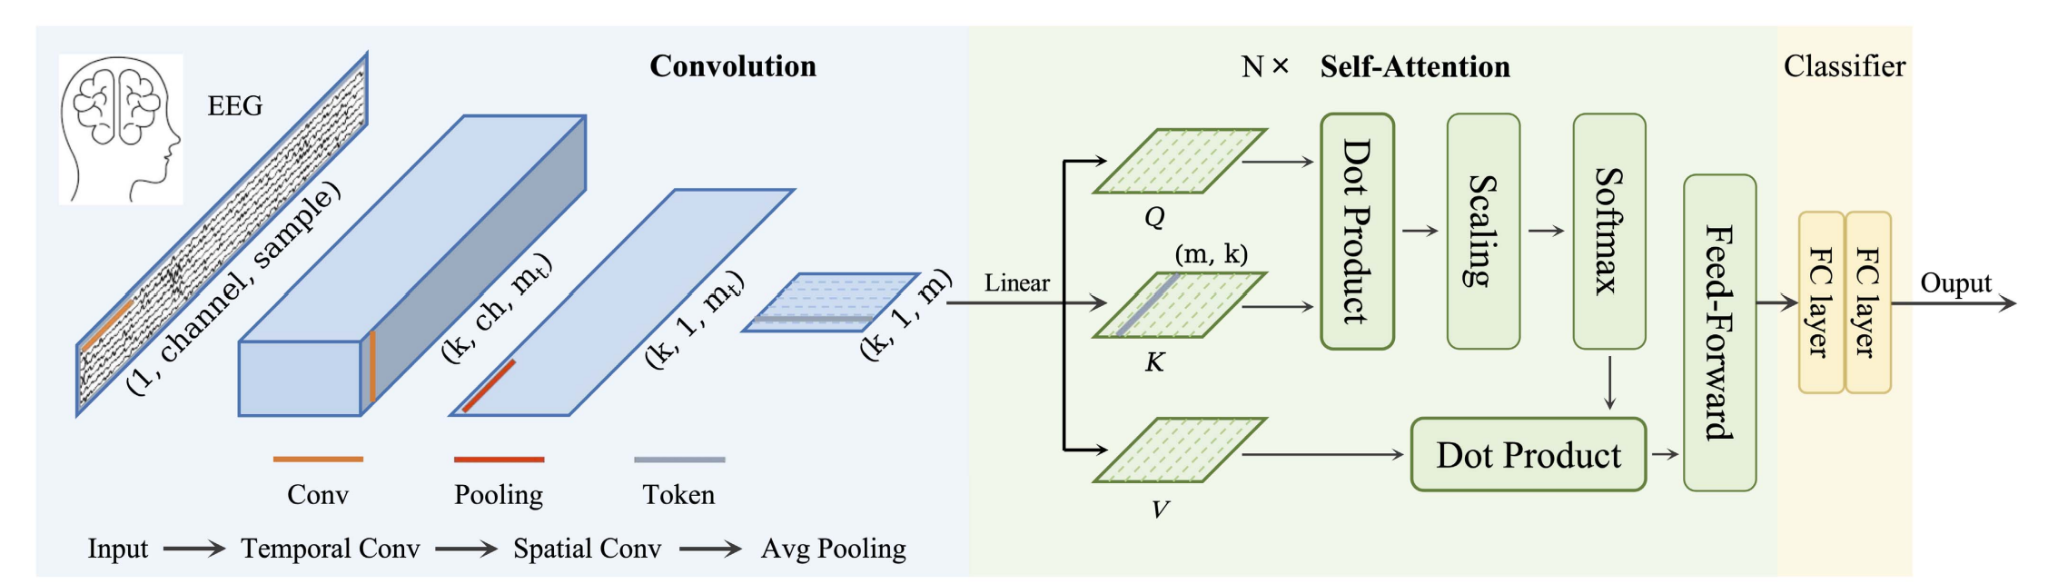 Convolution
EEG
(1, channel, sample)
(k, ch, mₜ)
(k, 1, mₜ)
(k, 1, m)
Conv
Pooling
Token
Input
Temporal Conv
Spatial Conv
Avg Pooling
N × Self-Attention
Linear
Q
(m, k)
K
V
Dot Product
Scaling
Softmax
Dot Product
Feed-Forward
Classifier
FC layer
FC layer
Ouput